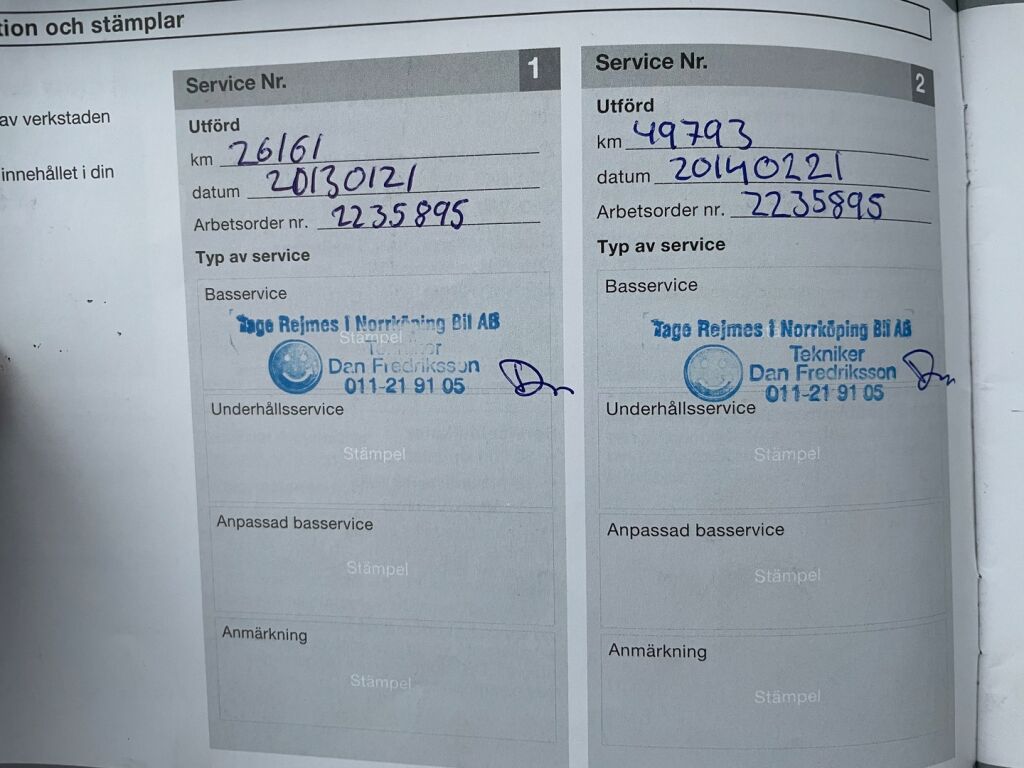 tion och stämplar
av verkstaden
innehållet i din
Service Nr. 1
Utförd
km 26161
datum 20130121
Arbetsorder nr. 2235895
Typ av service
Basservice
Tage Rejmes i Norrköping Bil AB
Stämpel
Tekniker
Dan Fredriksson
011-21 91 05
Underhållsservice
Stämpel
Anpassad basservice
Stämpel
Anmärkning
Stämpel
Service Nr. 2
Utförd
km 49793
datum 20140221
Arbetsorder nr. 2235895
Typ av service
Basservice
Tage Rejmes i Norrköping Bil AB
Tekniker
Dan Fredriksson
011-21 91 05
Underhållsservice
Stämpel
Anpassad basservice
Stämpel
Anmärkning
Stämpel